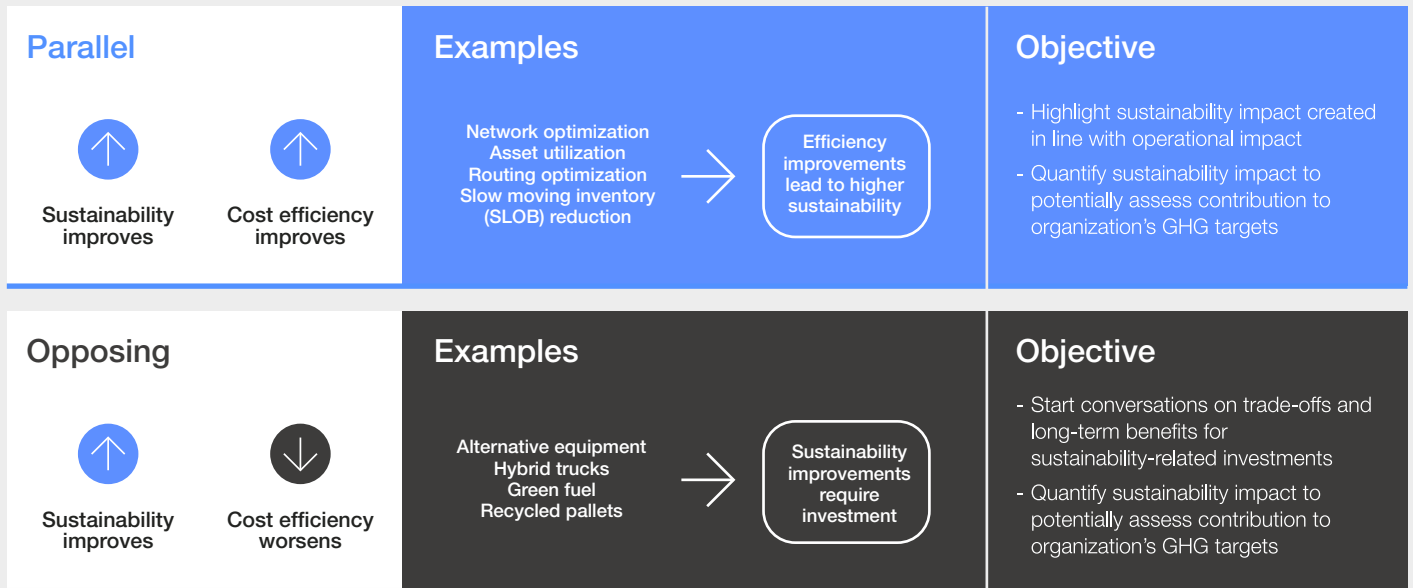 Parallel
Sustainability
improves
Cost efficiency
improves
Examples
Network optimization
Asset utilization
Routing optimization
Slow moving inventory
(SLOB) reduction
Efficiency
improvements
lead to higher
sustainability
Objective
- Highlight sustainability impact created
in line with operational impact
- Quantify sustainability impact to
potentially assess contribution to
organization's GHG targets
Opposing
Sustainability
improves
Cost efficiency
worsens
Examples
Alternative equipment
Hybrid trucks
Green fuel
Recycled pallets
Sustainability
improvements
require
investment
Objective
- Start conversations on trade-offs and
long-term benefits for
sustainability-related investments
- Quantify sustainability impact to
potentially assess contribution to
organization's GHG targets